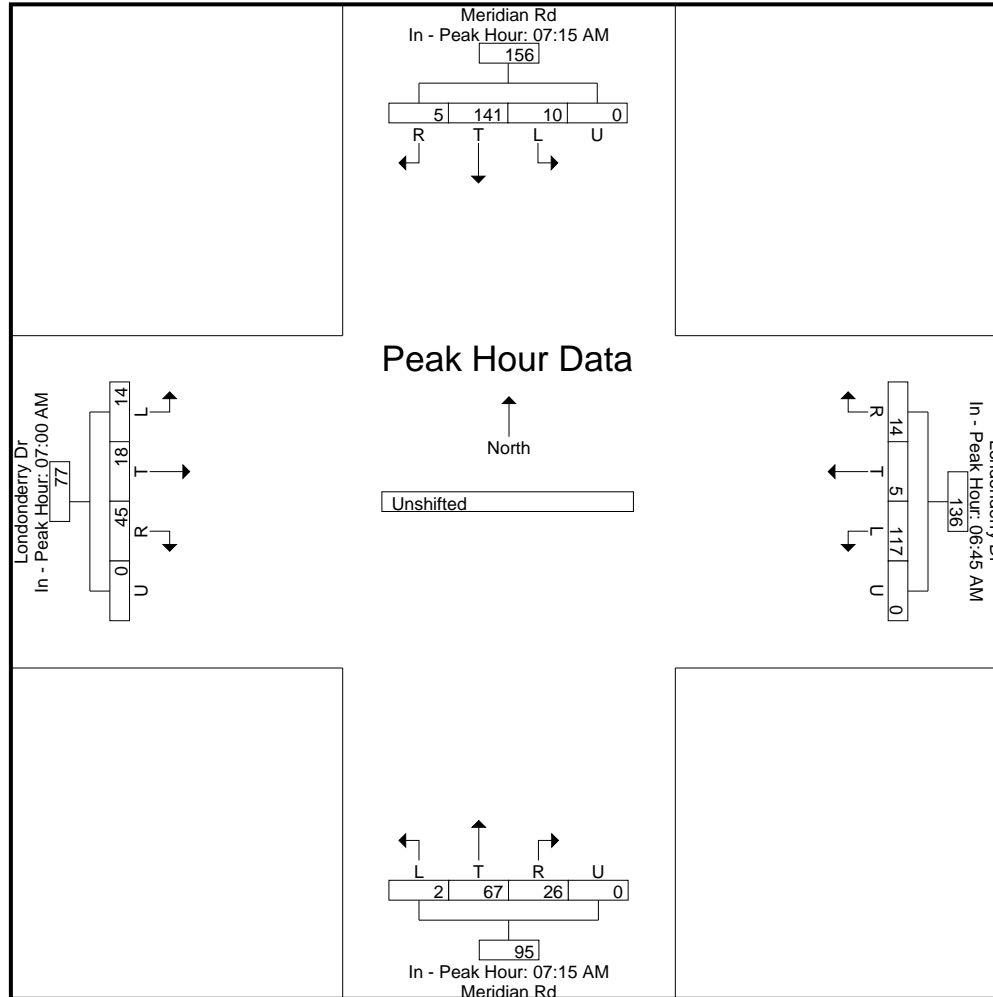 Meridian Rd
In - Peak Hour: 07:15 AM
156
5 141 10 0
R T L U
Peak Hour Data
North
Unshifted
Londonderry Dr
In - Peak Hour: 07:00 AM
77
14 18 45 0
L T R U
Londonderry Dr
In - Peak Hour: 06:45 AM
136
14 5 117 0
R T L U
L T R U
2 67 26 0
95
In - Peak Hour: 07:15 AM
Meridian Rd